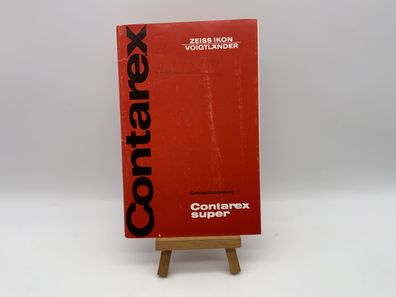 Contarex
ZEISS IKON
VOIGTLÄNDER
Gebrauchsanleitung
Contarex
super